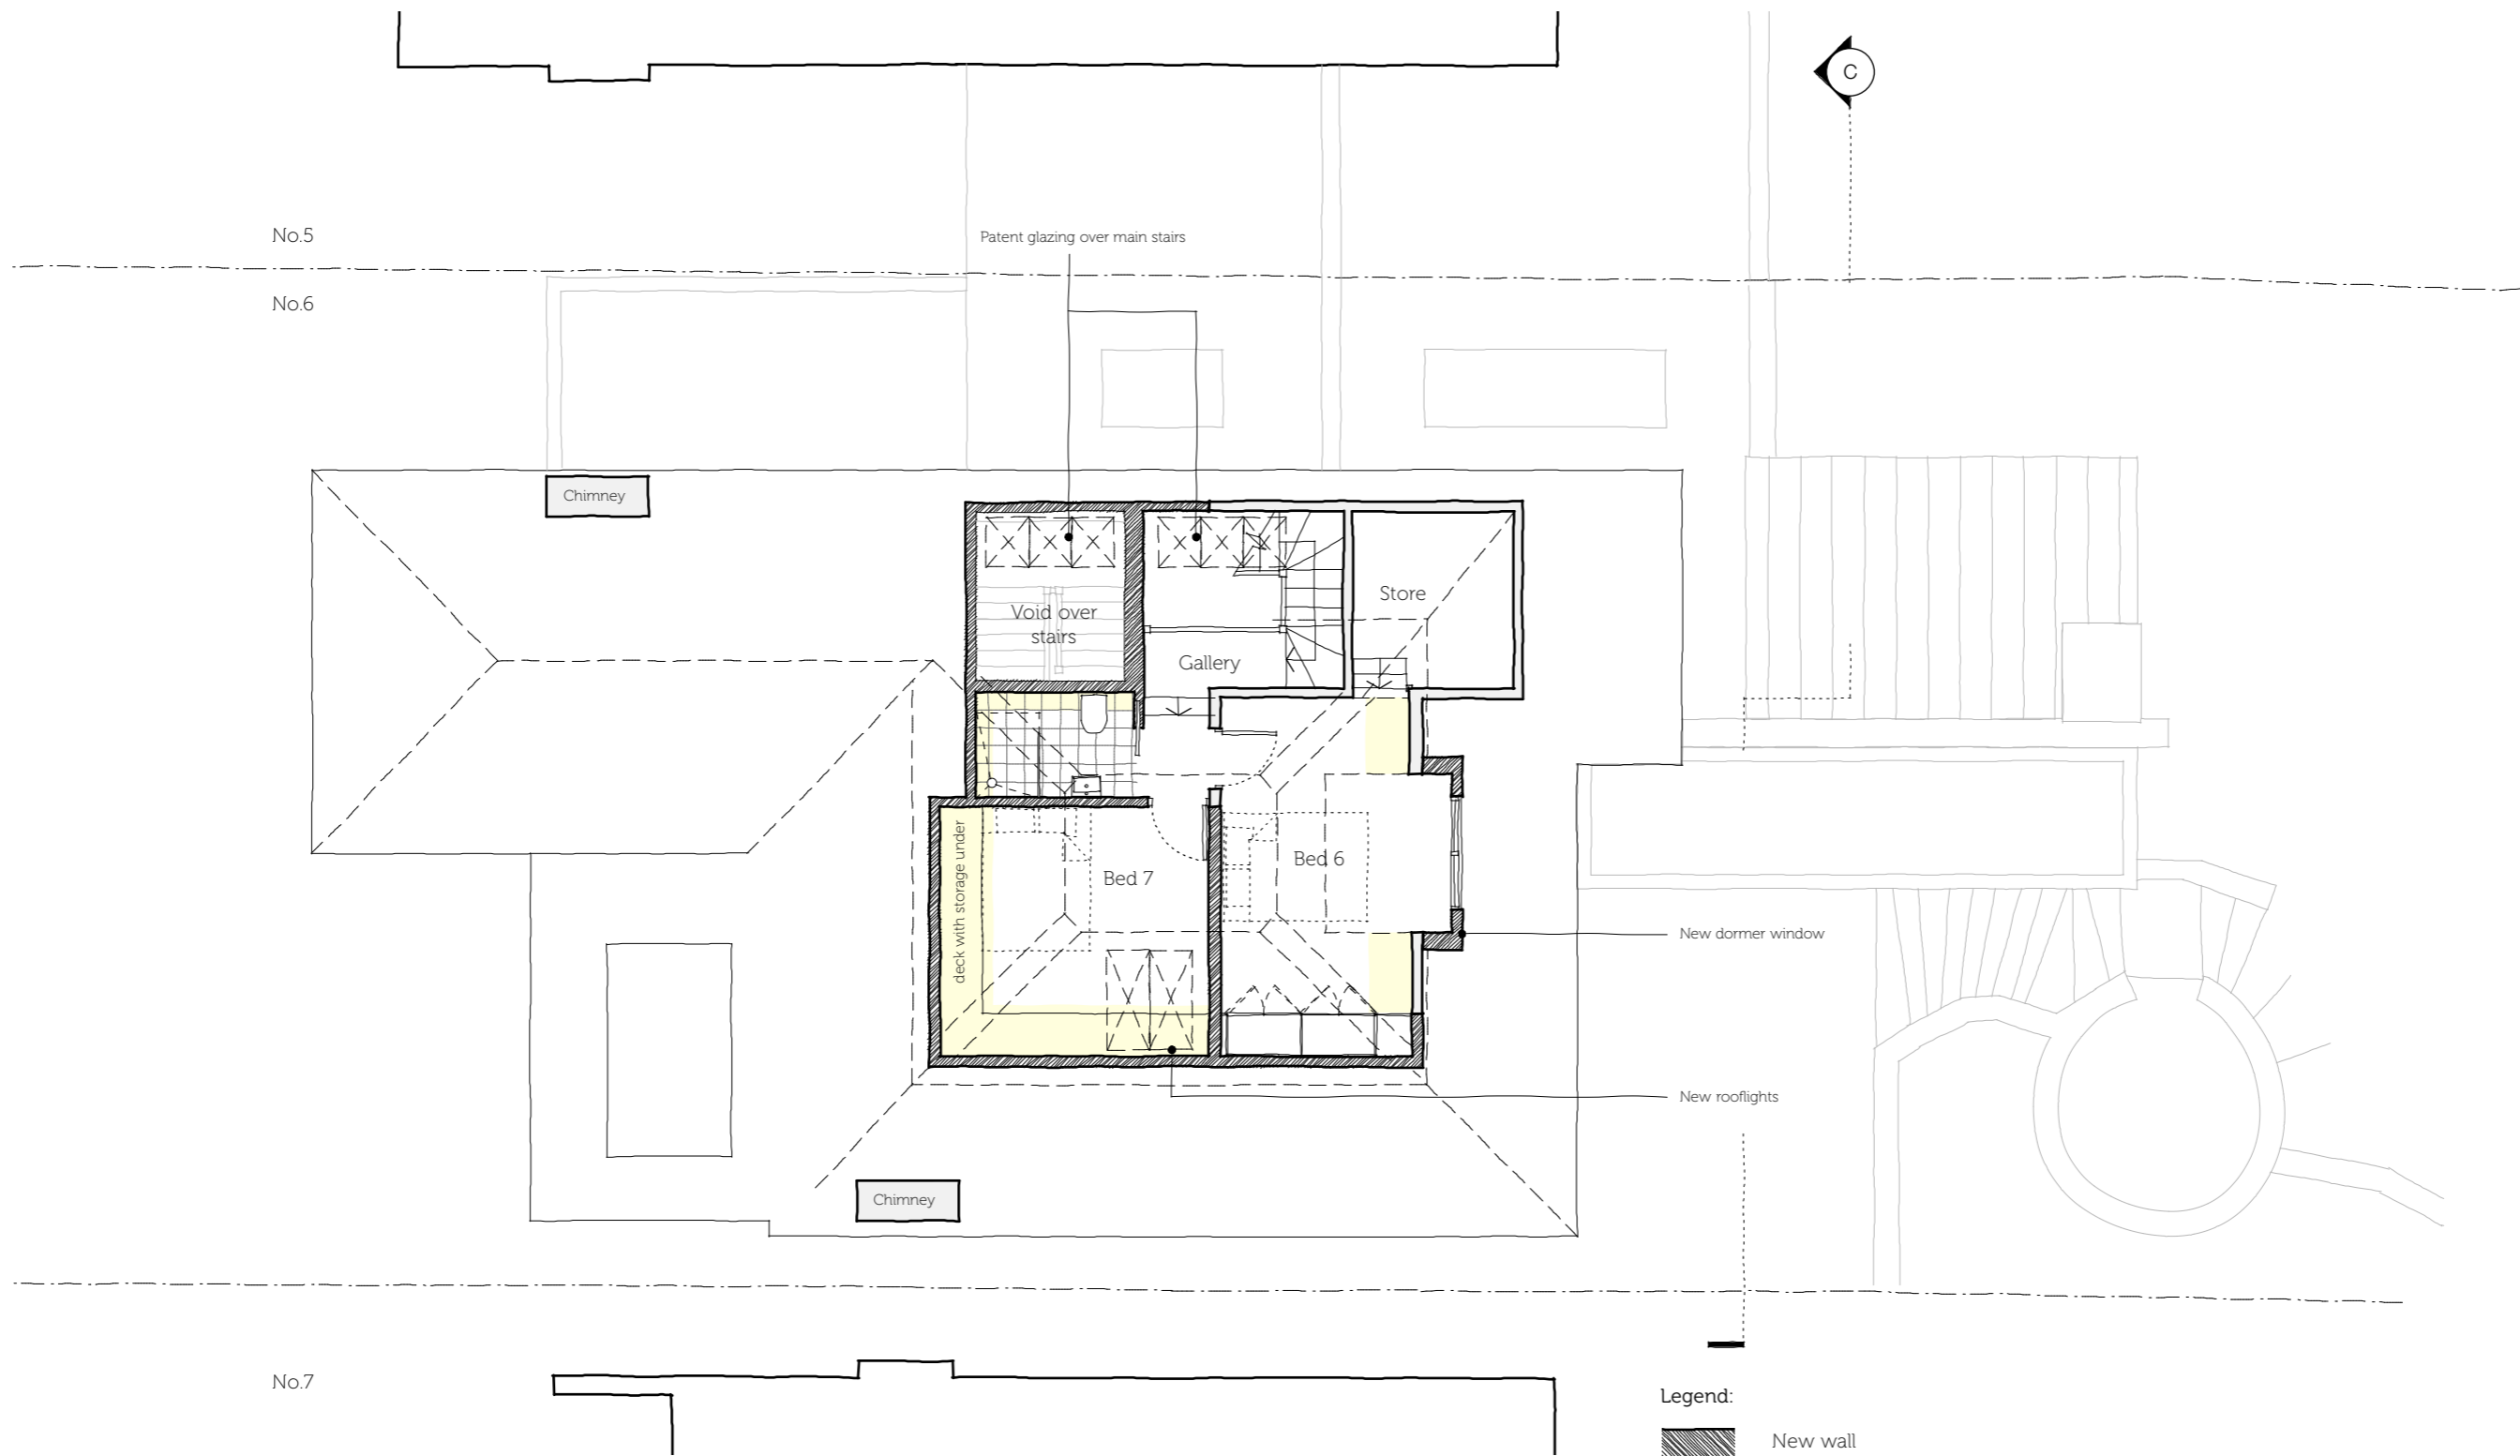 C
No.5
Patent glazing over main stairs
No.6
Chimney
Store
Void over
stairs
Gallery
deck with storage under
Bed 7
Bed 6
New dormer window
New rooflights
Chimney
No.7
Legend:
New wall